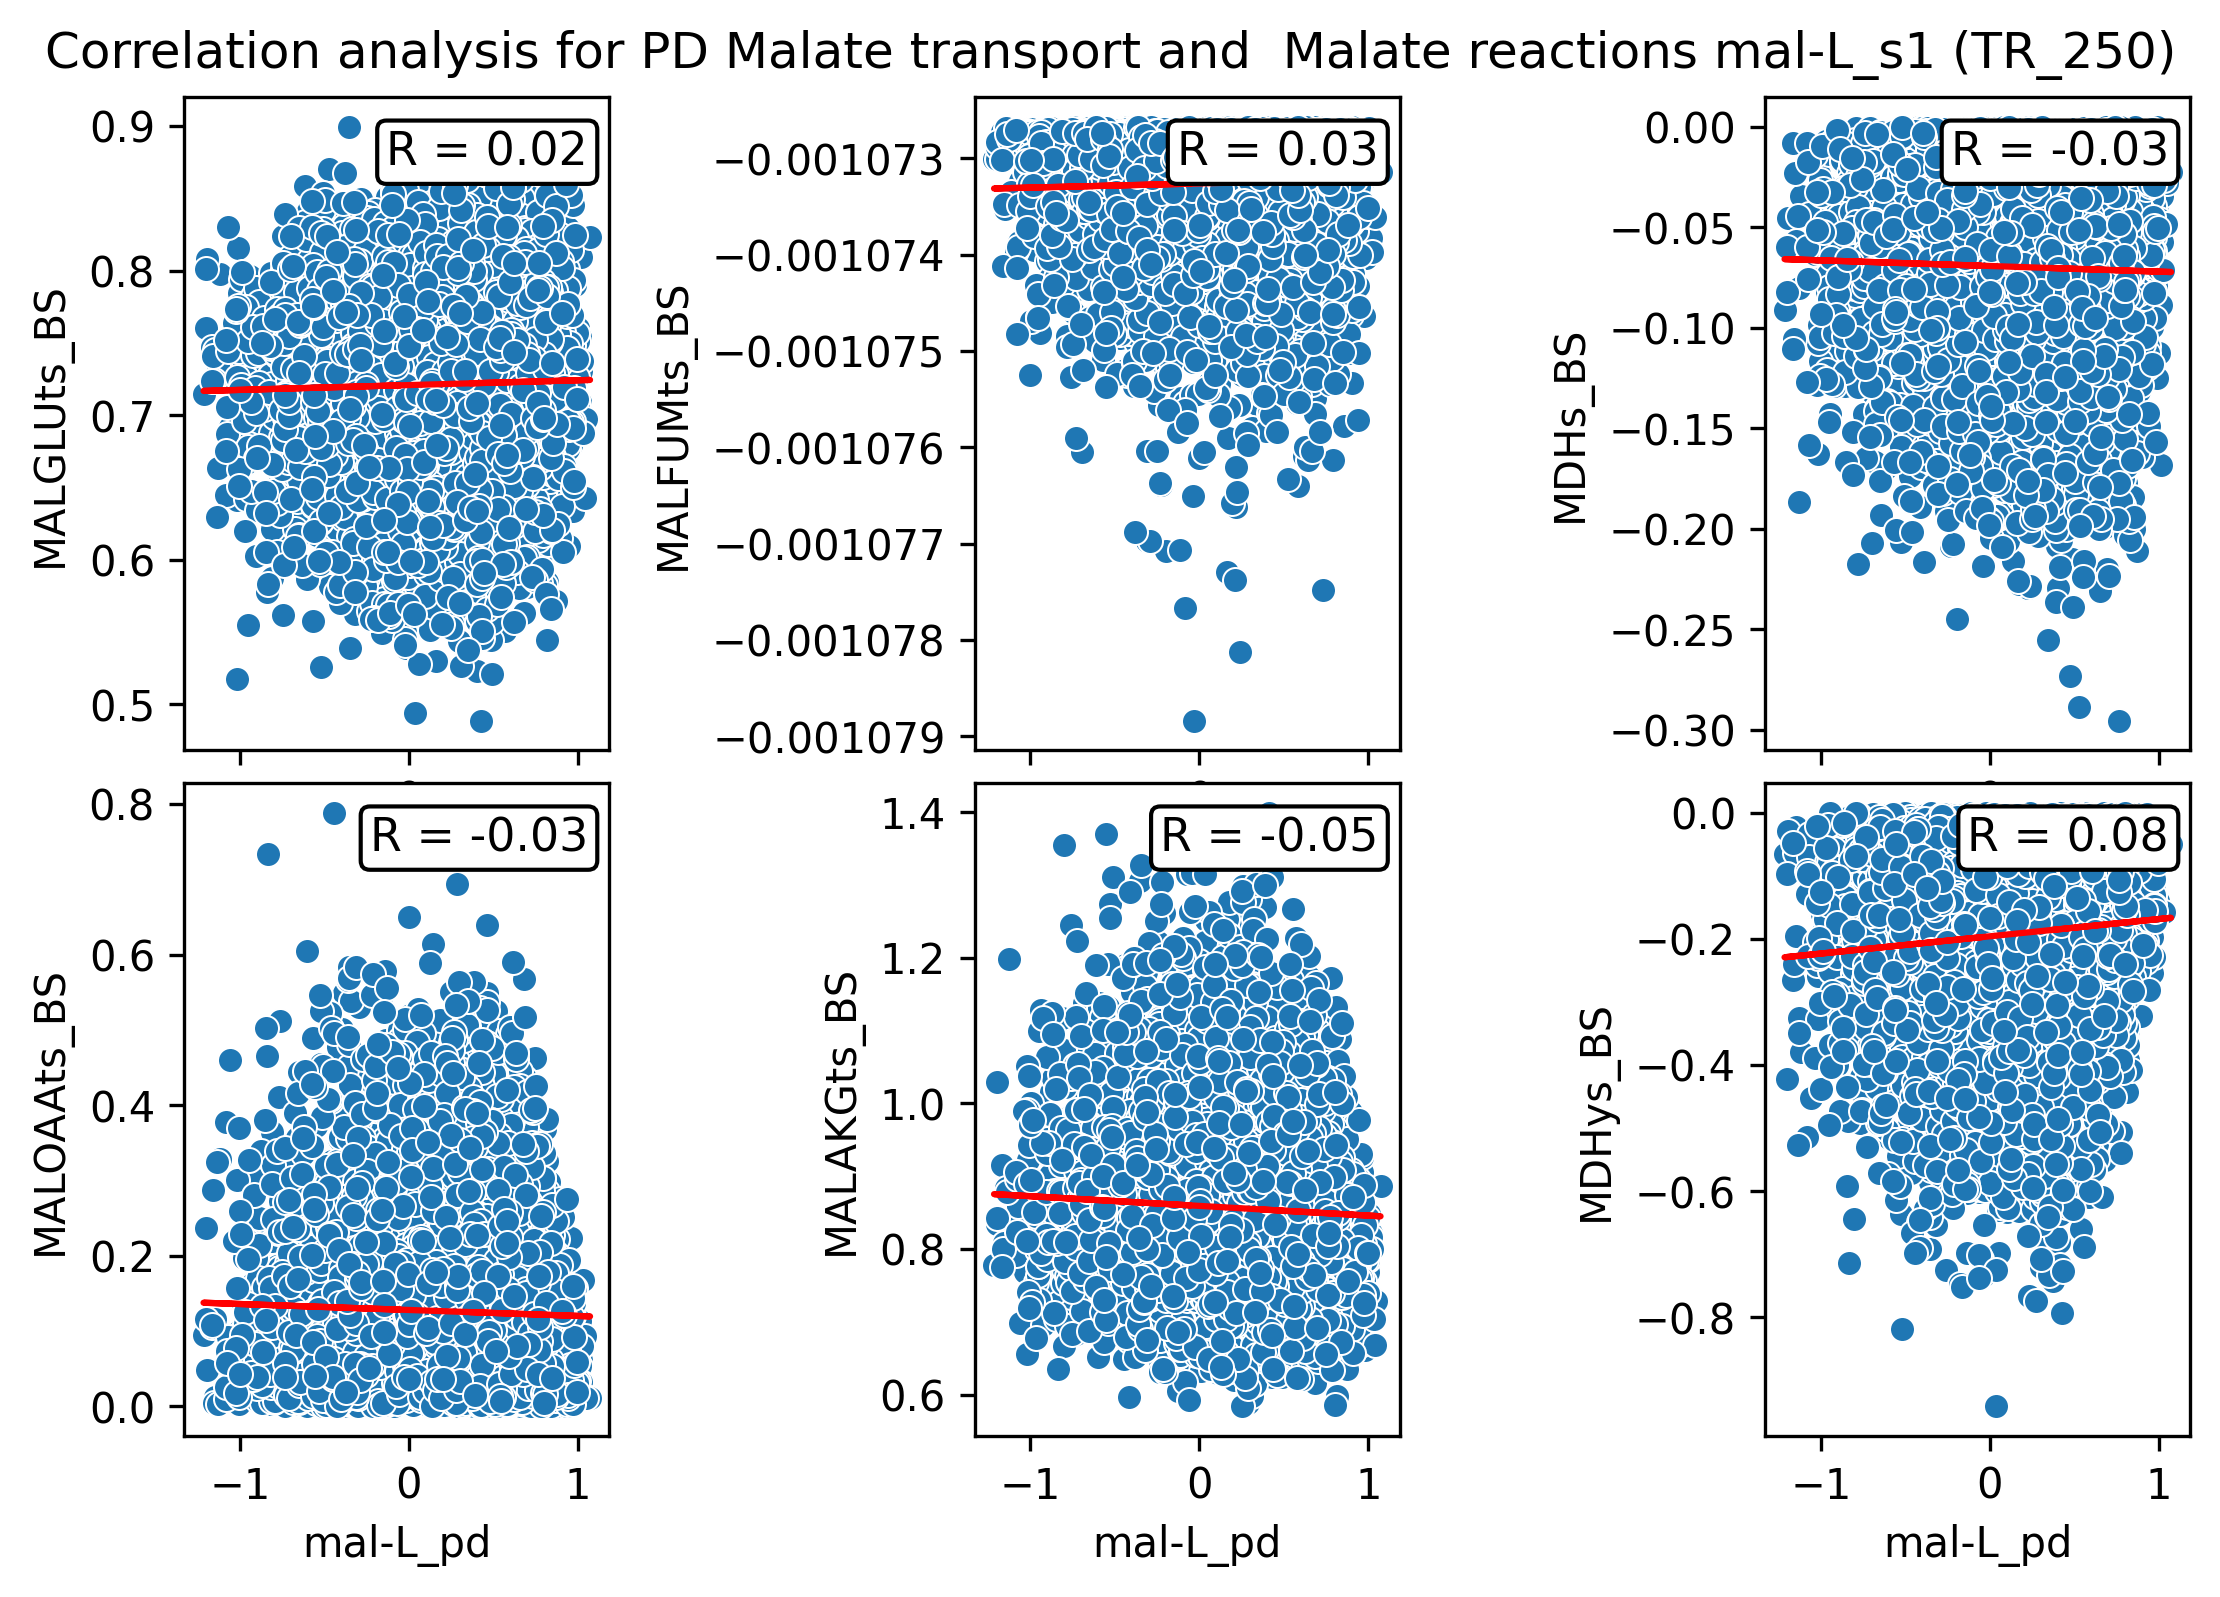 Correlation analysis for PD Malate transport and  Malate reactions mal-L_s1 (TR_250)
0.9
0.8
0.7
0.6
0.5
MALGLUts_BS
R = 0.02
−0.001073
−0.001074
−0.001075
−0.001076
−0.001077
−0.001078
−0.001079
MALFUMts_BS
R = 0.03
0.00
−0.05
−0.10
−0.15
−0.20
−0.25
−0.30
MDHs_BS
R = -0.03
0.8
0.6
0.4
0.2
0.0
MALOAAts_BS
R = -0.03
−1 0 1
mal-L_pd
1.4
1.2
1.0
0.8
0.6
MALAKGts_BS
R = -0.05
−1 0 1
mal-L_pd
0.0
−0.2
−0.4
−0.6
−0.8
MDHys_BS
R = 0.08
−1 0 1
mal-L_pd